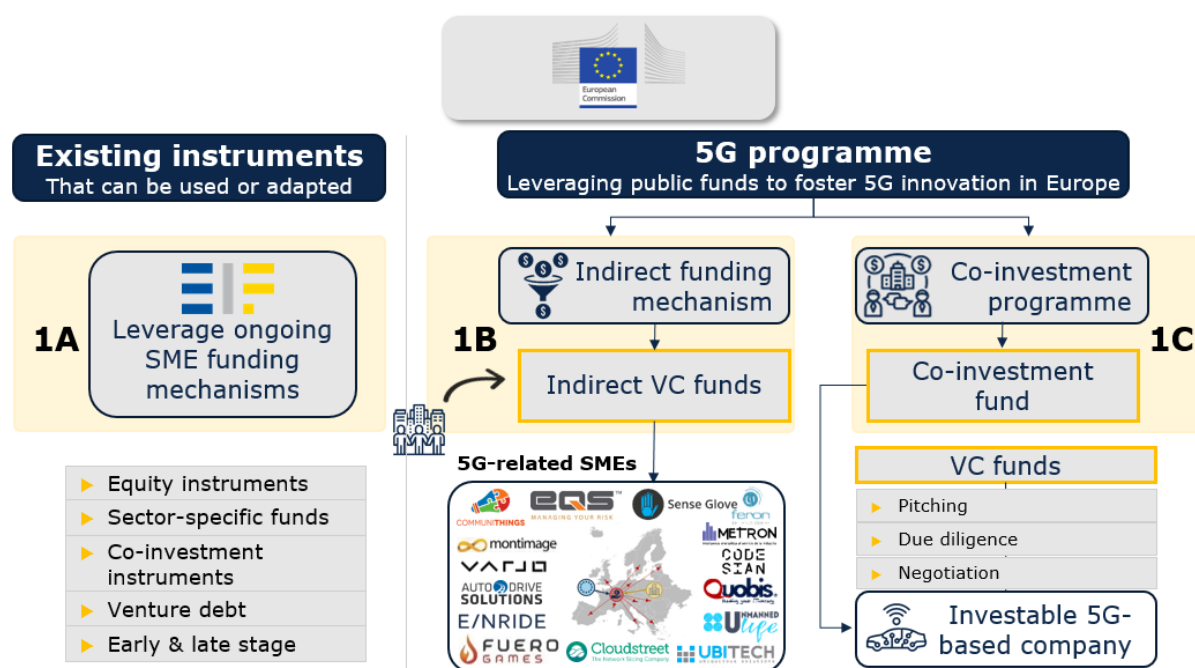 European
Commission
Existing instruments
That can be used or adapted
5G programme
Leveraging public funds to foster 5G innovation in Europe
1A
EIF
Leverage ongoing
SME funding
mechanisms
Equity instruments
Sector-specific funds
Co-investment
instruments
Venture debt
Early & late stage
1B
Indirect funding
mechanism
Indirect VC funds
5G-related SMEs
COMMUNITHINGS
EQS™
MANAGING YOUR RISK
Sense Glove
feron
montimage
METRON
VARJO
CODE
SIAN
AUTODRIVE
SOLUTIONS
Quobis
EINRIDE
UNMANNED
life
FUERO
GAMES
Cloudstreet
The Network Slicing Company
UBITECH
1C
Co-investment
programme
Co-investment
fund
VC funds
Pitching
Due diligence
Negotiation
Investable 5G-
based company